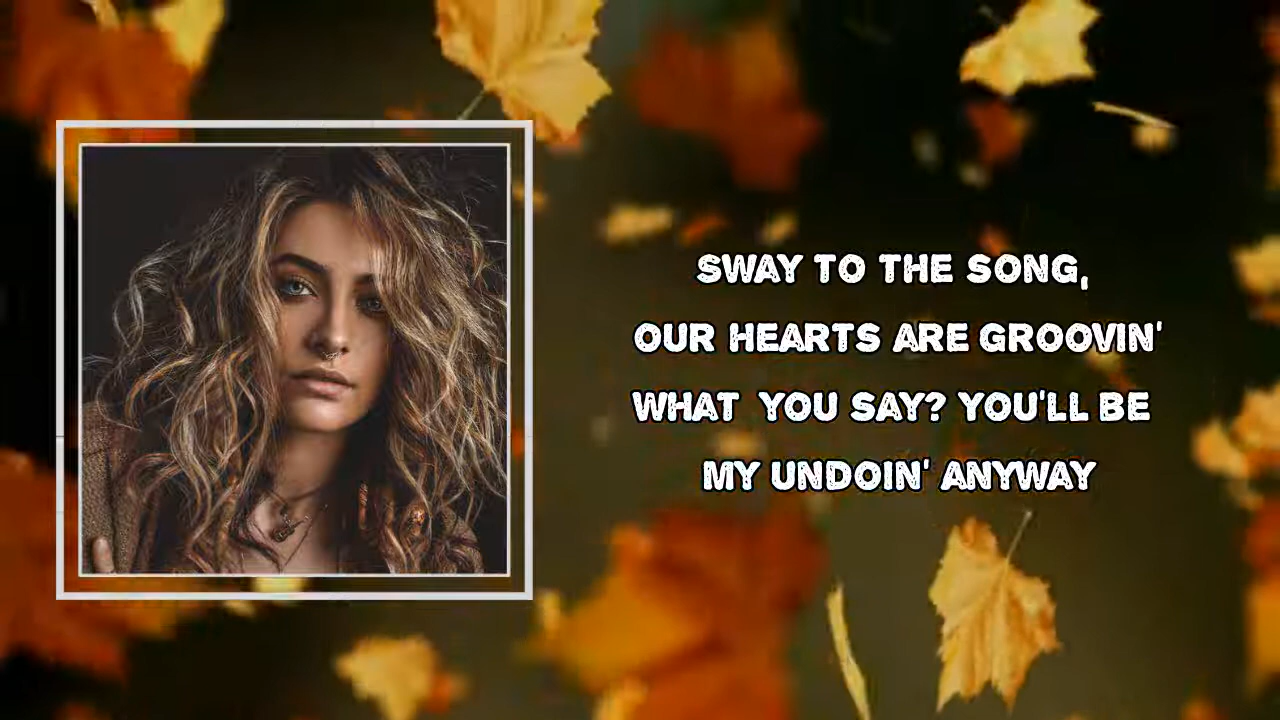 SWAY TO THE SONG,
OUR HEARTS ARE GROOVIN'
WHAT YOU SAY? YOU'LL BE
MY UNDOIN' ANYWAY